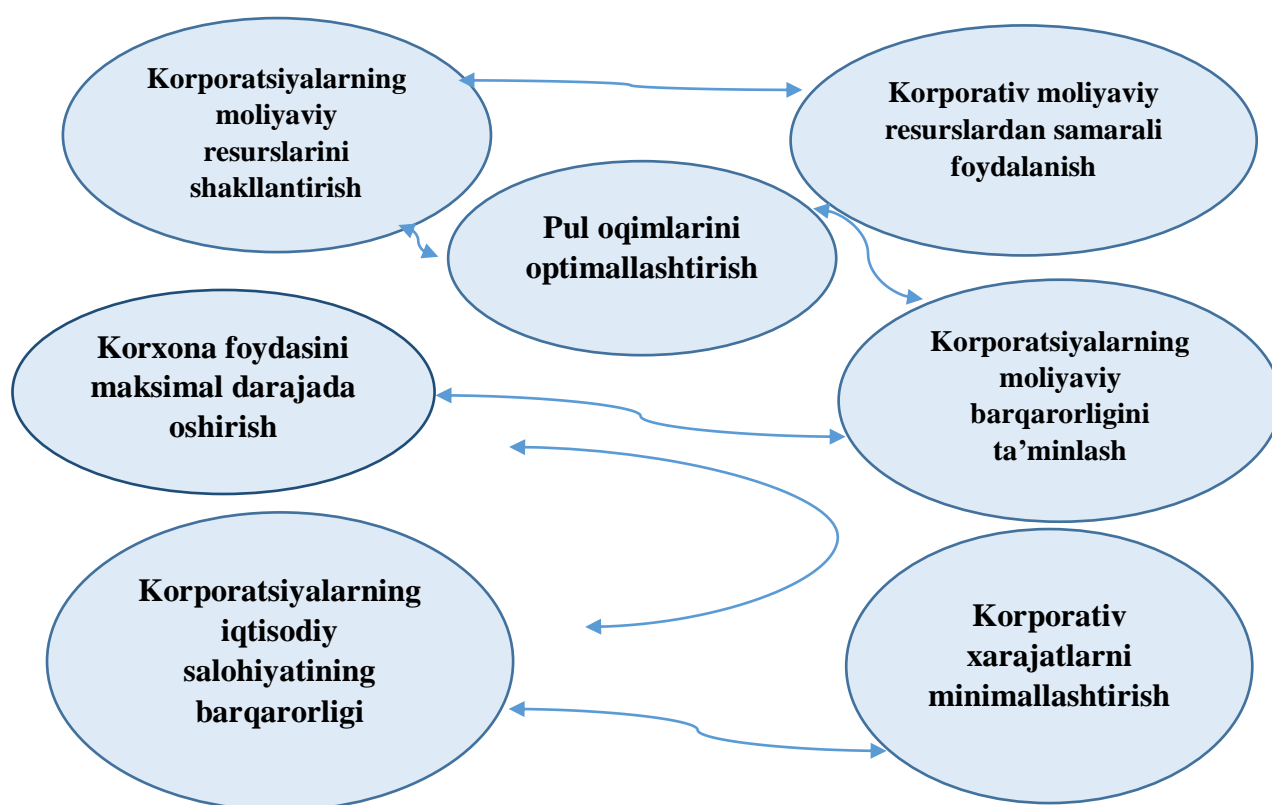 Korporatsiyalarning
moliyaviy
resurslarini
shakllantirish
Korporativ moliyaviy
resurslardan samarali
foydalanish
Pul oqimlarini
optimallashtirish
Korxona foydasini
maksimal darajada
oshirish
Korporatsiyalarning
moliyaviy
barqarorligini
ta’minlash
Korporatsiyalarning
iqtisodiy
salohiyatining
barqarorligi
Korporativ
xarajatlarni
minimallashtirish